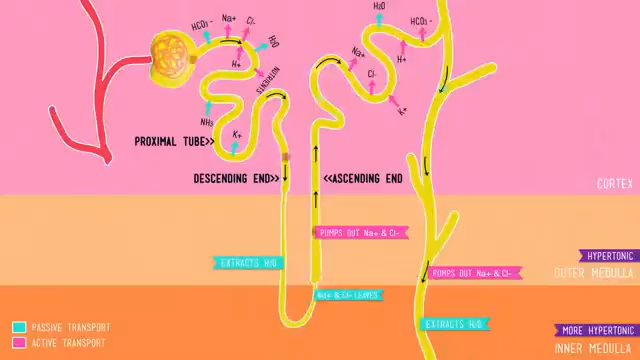 HCO3-
Na+
Cl-
H2O
H+
NUTRIENTS
NH3
K+
PROXIMAL TUBE>>
DESCENDING END>>
<<ASCENDING END
Na+
Cl-
K+
H2O
H+
HCO3-
CORTEX
PUMPS OUT Na+ & Cl-
EXTRACTS H2O
Na+ & Cl- LEAVES
HYPERTONIC
OUTER MEDULLA
PUMPS OUT Na+ & Cl-
EXTRACTS H2O
MORE HYPERTONIC
INNER MEDULLA
PASSIVE TRANSPORT
ACTIVE TRANSPORT